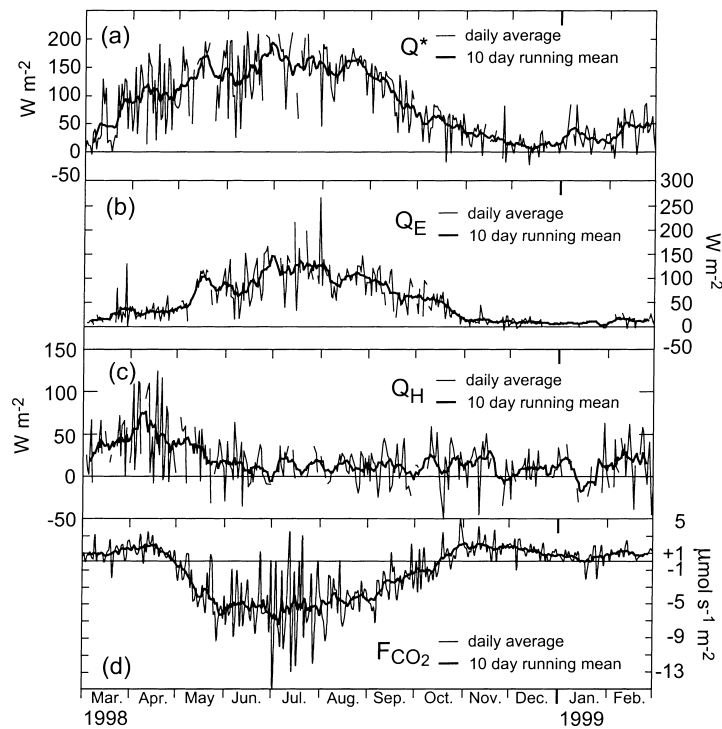 (a)
Q*
daily average
10 day running mean
W m-2
200
150
100
50
0
-50
(b)
QE
daily average
10 day running mean
300
250
200
150
100
50
0
-50
W m-2
(c)
QH
daily average
10 day running mean
W m-2
150
100
50
0
-50
5
+1
-1
-5
-9
-13
μmol s-1 m-2
(d)
FCO2
daily average
10 day running mean
Mar. Apr. May Jun. Jul. Aug. Sep. Oct. Nov. Dec. Jan. Feb.
1998 1999